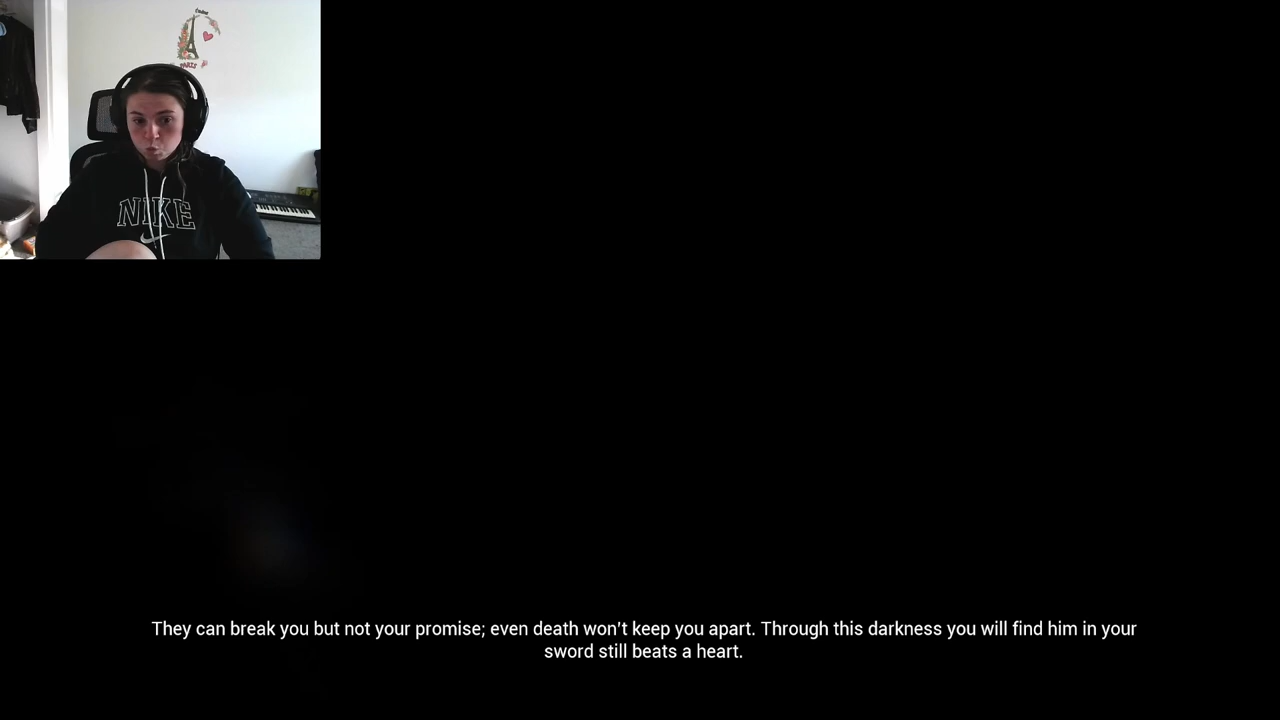 PARIS
NIKE
They can break you but not your promise; even death won't keep you apart. Through this darkness you will find him in your
sword still beats a heart.